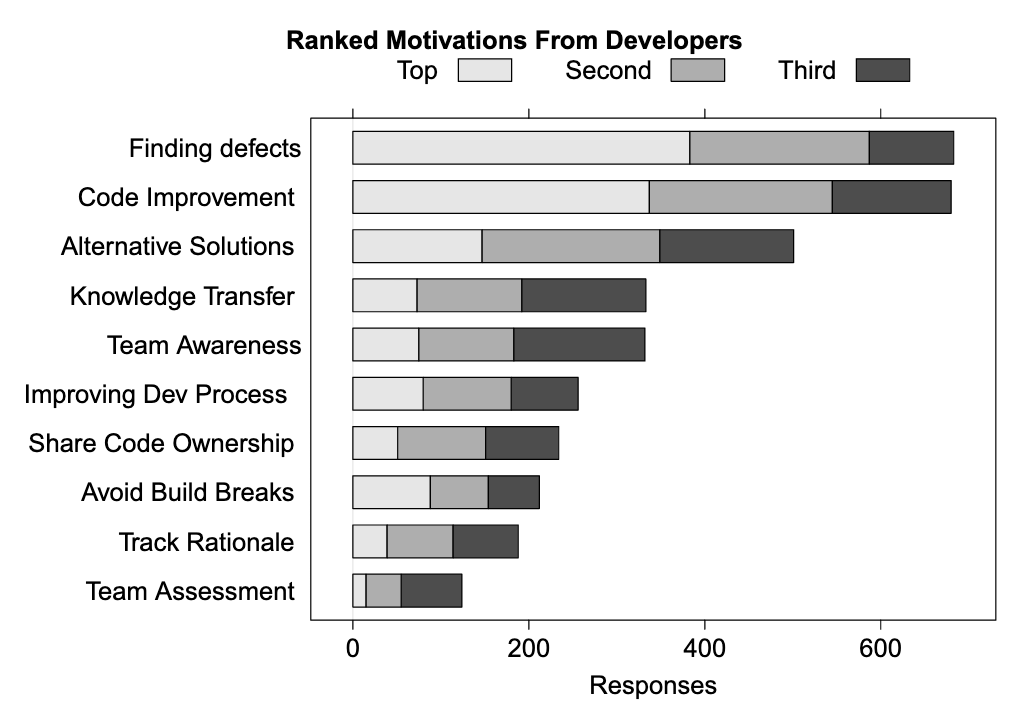 Ranked Motivations From Developers
Top Second Third
Finding defects
Code Improvement
Alternative Solutions
Knowledge Transfer
Team Awareness
Improving Dev Process
Share Code Ownership
Avoid Build Breaks
Track Rationale
Team Assessment
0 200 400 600
Responses